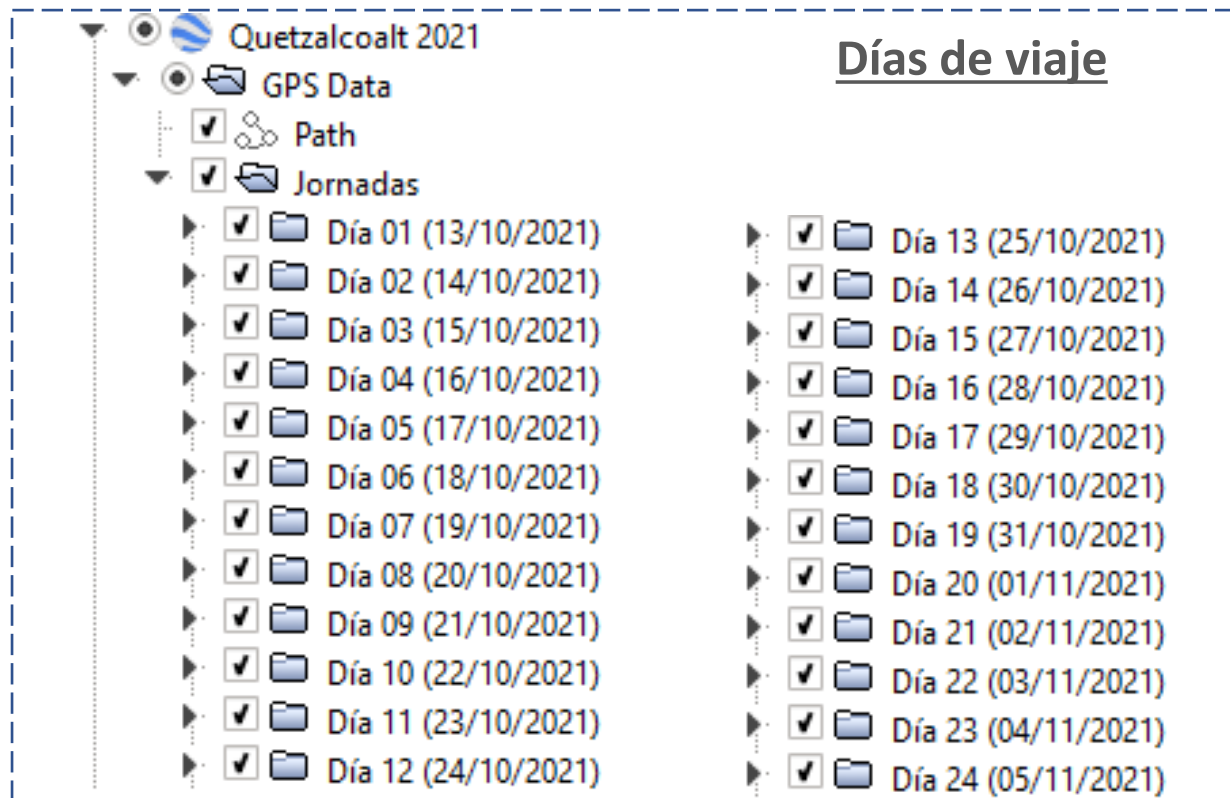 Quetzalcoalt 2021
Días de viaje
GPS Data
Path
Jornadas
Día 01 (13/10/2021)
Día 02 (14/10/2021)
Día 03 (15/10/2021)
Día 04 (16/10/2021)
Día 05 (17/10/2021)
Día 06 (18/10/2021)
Día 07 (19/10/2021)
Día 08 (20/10/2021)
Día 09 (21/10/2021)
Día 10 (22/10/2021)
Día 11 (23/10/2021)
Día 12 (24/10/2021)
Día 13 (25/10/2021)
Día 14 (26/10/2021)
Día 15 (27/10/2021)
Día 16 (28/10/2021)
Día 17 (29/10/2021)
Día 18 (30/10/2021)
Día 19 (31/10/2021)
Día 20 (01/11/2021)
Día 21 (02/11/2021)
Día 22 (03/11/2021)
Día 23 (04/11/2021)
Día 24 (05/11/2021)